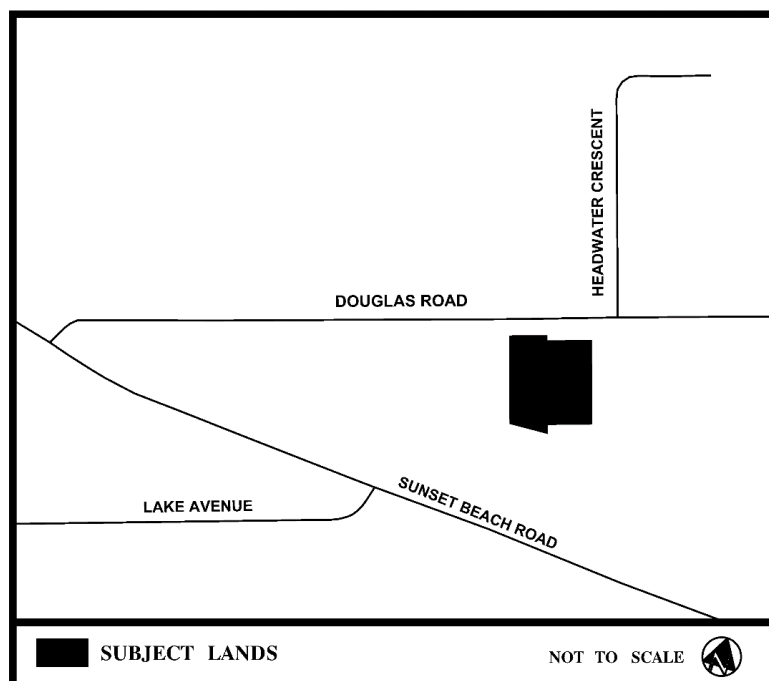 HEADWATER CRESCENT
DOUGLAS ROAD
SUNSET BEACH ROAD
LAKE AVENUE
SUBJECT LANDS
NOT TO SCALE